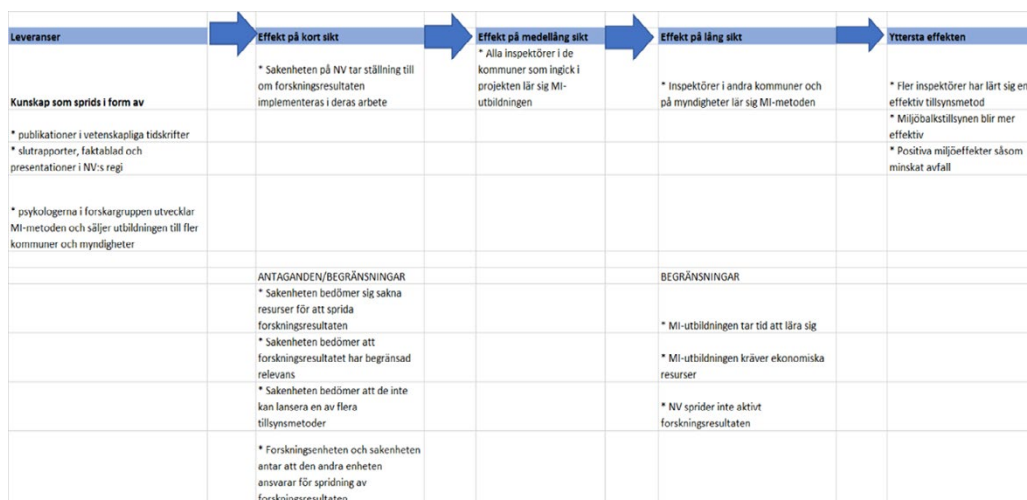 Leveranser
Effekt på kort sikt
Effekt på medellång sikt
Effekt på lång sikt
Yttersta effekten
Kunskap som sprids i form av
* Sakenheten på NV tar ställning till
om forskningsresultaten
implementeras i deras arbete
* Alla inspektörer i de
kommuner som ingick i
projekten lär sig MI-
utbildningen
* Inspektörer i andra kommuner och
på myndigheter lär sig MI-metoden
* Fler inspektörer har lärt sig en
effektiv tillsynsmetod
* publikationer i vetenskapliga tidskrifter
* Miljöbalkstillsynen blir mer
effektiv
* slutrapporter, faktablad och
presentationer i NV:s regi
* Positiva miljöeffekter såsom
minskat avfall
* psykologerna i forskargruppen utvecklar
MI-metoden och säljer utbildningen till fler
kommuner och myndigheter
ANTAGANDEN/BEGRÄNSNINGAR
BEGRÄNSNINGAR
* Sakenheten bedömer sig sakna
resurser för att sprida
forskningsresultaten
* MI-utbildningen tar tid att lära sig
* Sakenheten bedömer att
forskningsresultatet har begränsad
relevans
* MI-utbildningen kräver ekonomiska
resurser
* Sakenheten bedömer att de inte
kan lansera en av flera
tillsynsmetoder
* NV sprider inte aktivt
forskningsresultaten
* Forskningsenheten och sakenheten
antar att den andra enheten
ansvarar för spridning av
forskningsresultaten